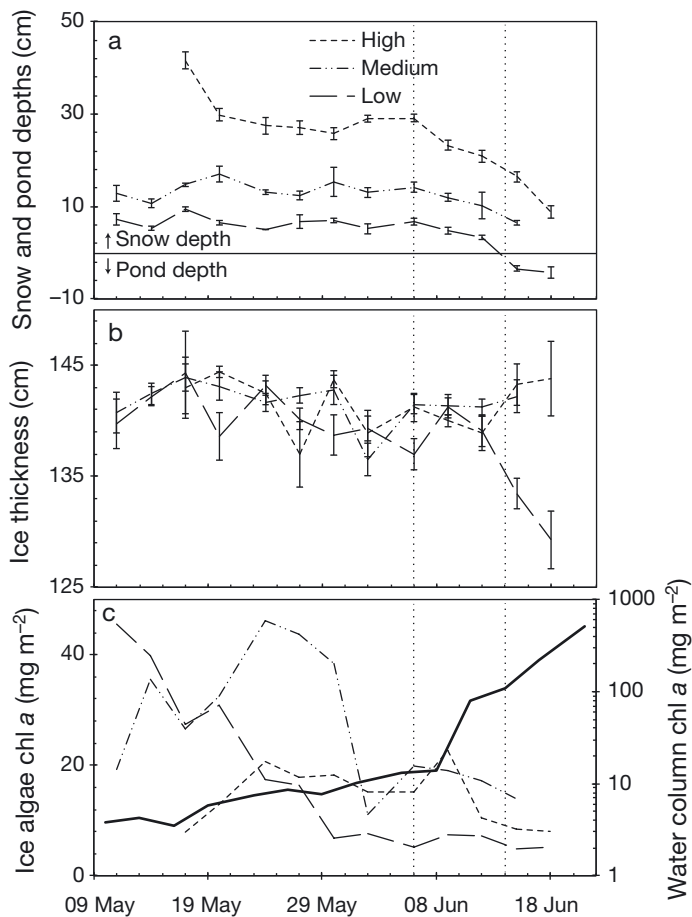 a
High
Medium
Low
Snow and pond depths (cm)
50
30
10
−10
↑ Snow depth
↓ Pond depth
b
Ice thickness (cm)
145
135
125
c
Ice algae chl a (mg m−2)
40
20
0
Water column chl a (mg m−2)
1000
100
10
1
09 May
19 May
29 May
08 Jun
18 Jun